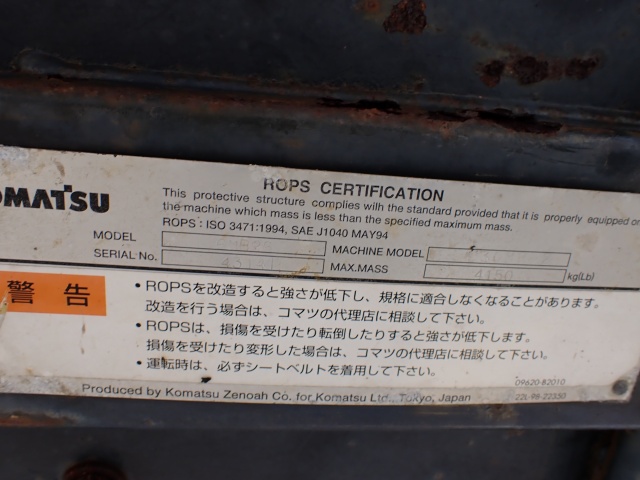 OMATSU
ROPS CERTIFICATION
This protective structure complies with the standard provided that it is properly equipped on
the machine which mass is less than the specified maximum mass.
ROPS : ISO 3471:1994, SAE J1040 MAY94
MODEL
MACHINE MODEL
SERIAL No.
MAX.MASS 4450 kg(Lb)
警 告
• ROPSを改造すると強さが低下し、規格に適合しなくなることがあります。
改造を行う場合は、コマツの代理店に相談して下さい。
• ROPSは、損傷を受けたり転倒したりすると強さが低下します。
損傷を受けたり変形した場合は、コマツの代理店に相談して下さい。
• 運転時は、必ずシートベルトを着用して下さい。
09620-B2010
Produced by Komatsu Zenoah Co. for Komatsu Ltd., Tokyo, Japan
22L-98-22330